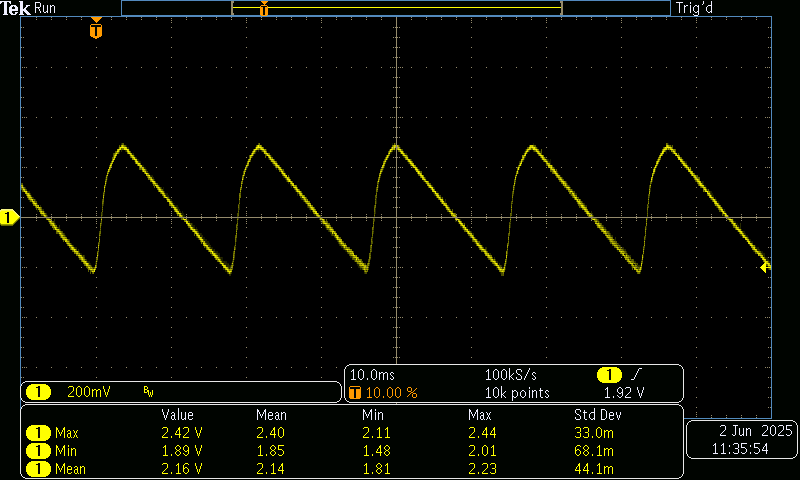 Tek Run Trig'd
T
T
1
10.0ms 100kS/s 1
1 200mV BW T 10.00 % 10k points 1.92 V
Value Mean Min Max Std Dev
1 Max 2.42 V 2.40 2.11 2.44 33.0m
1 Min 1.89 V 1.85 1.48 2.01 68.1m
1 Mean 2.16 V 2.14 1.81 2.23 44.1m
2 Jun 2025
11:35:54